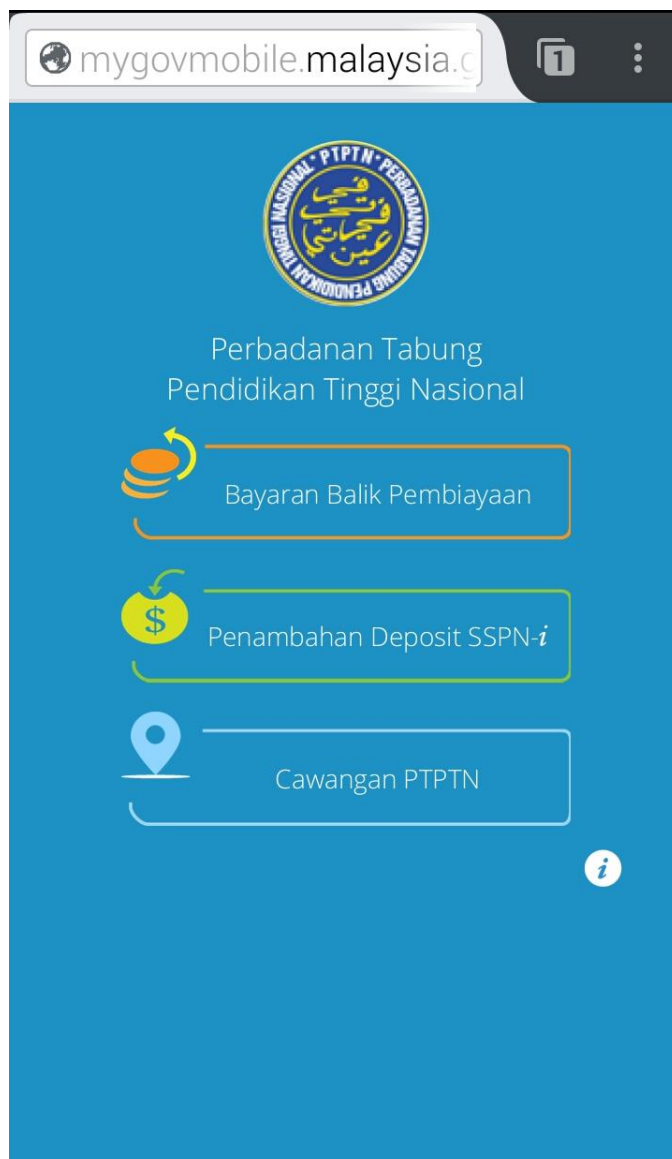 mygovmobile.malaysia.g
1
PERBADANAN TABUNG PENDIDIKAN TINGGI NASIONAL • PTPTN •
Perbadanan Tabung
Pendidikan Tinggi Nasional
Bayaran Balik Pembiayaan
$
Penambahan Deposit SSPN-i
Cawangan PTPTN
i